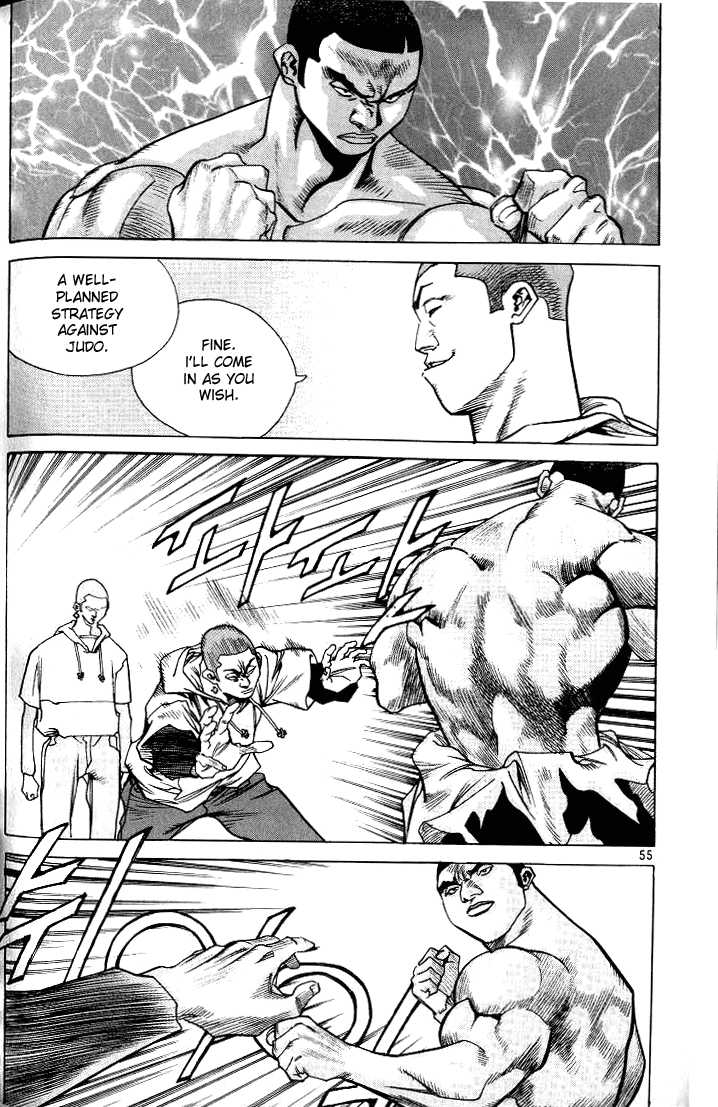 A WELL-
PLANNED
STRATEGY
AGAINST
JUDO.
FINE.
I'LL COME
IN AS YOU
WISH.
55